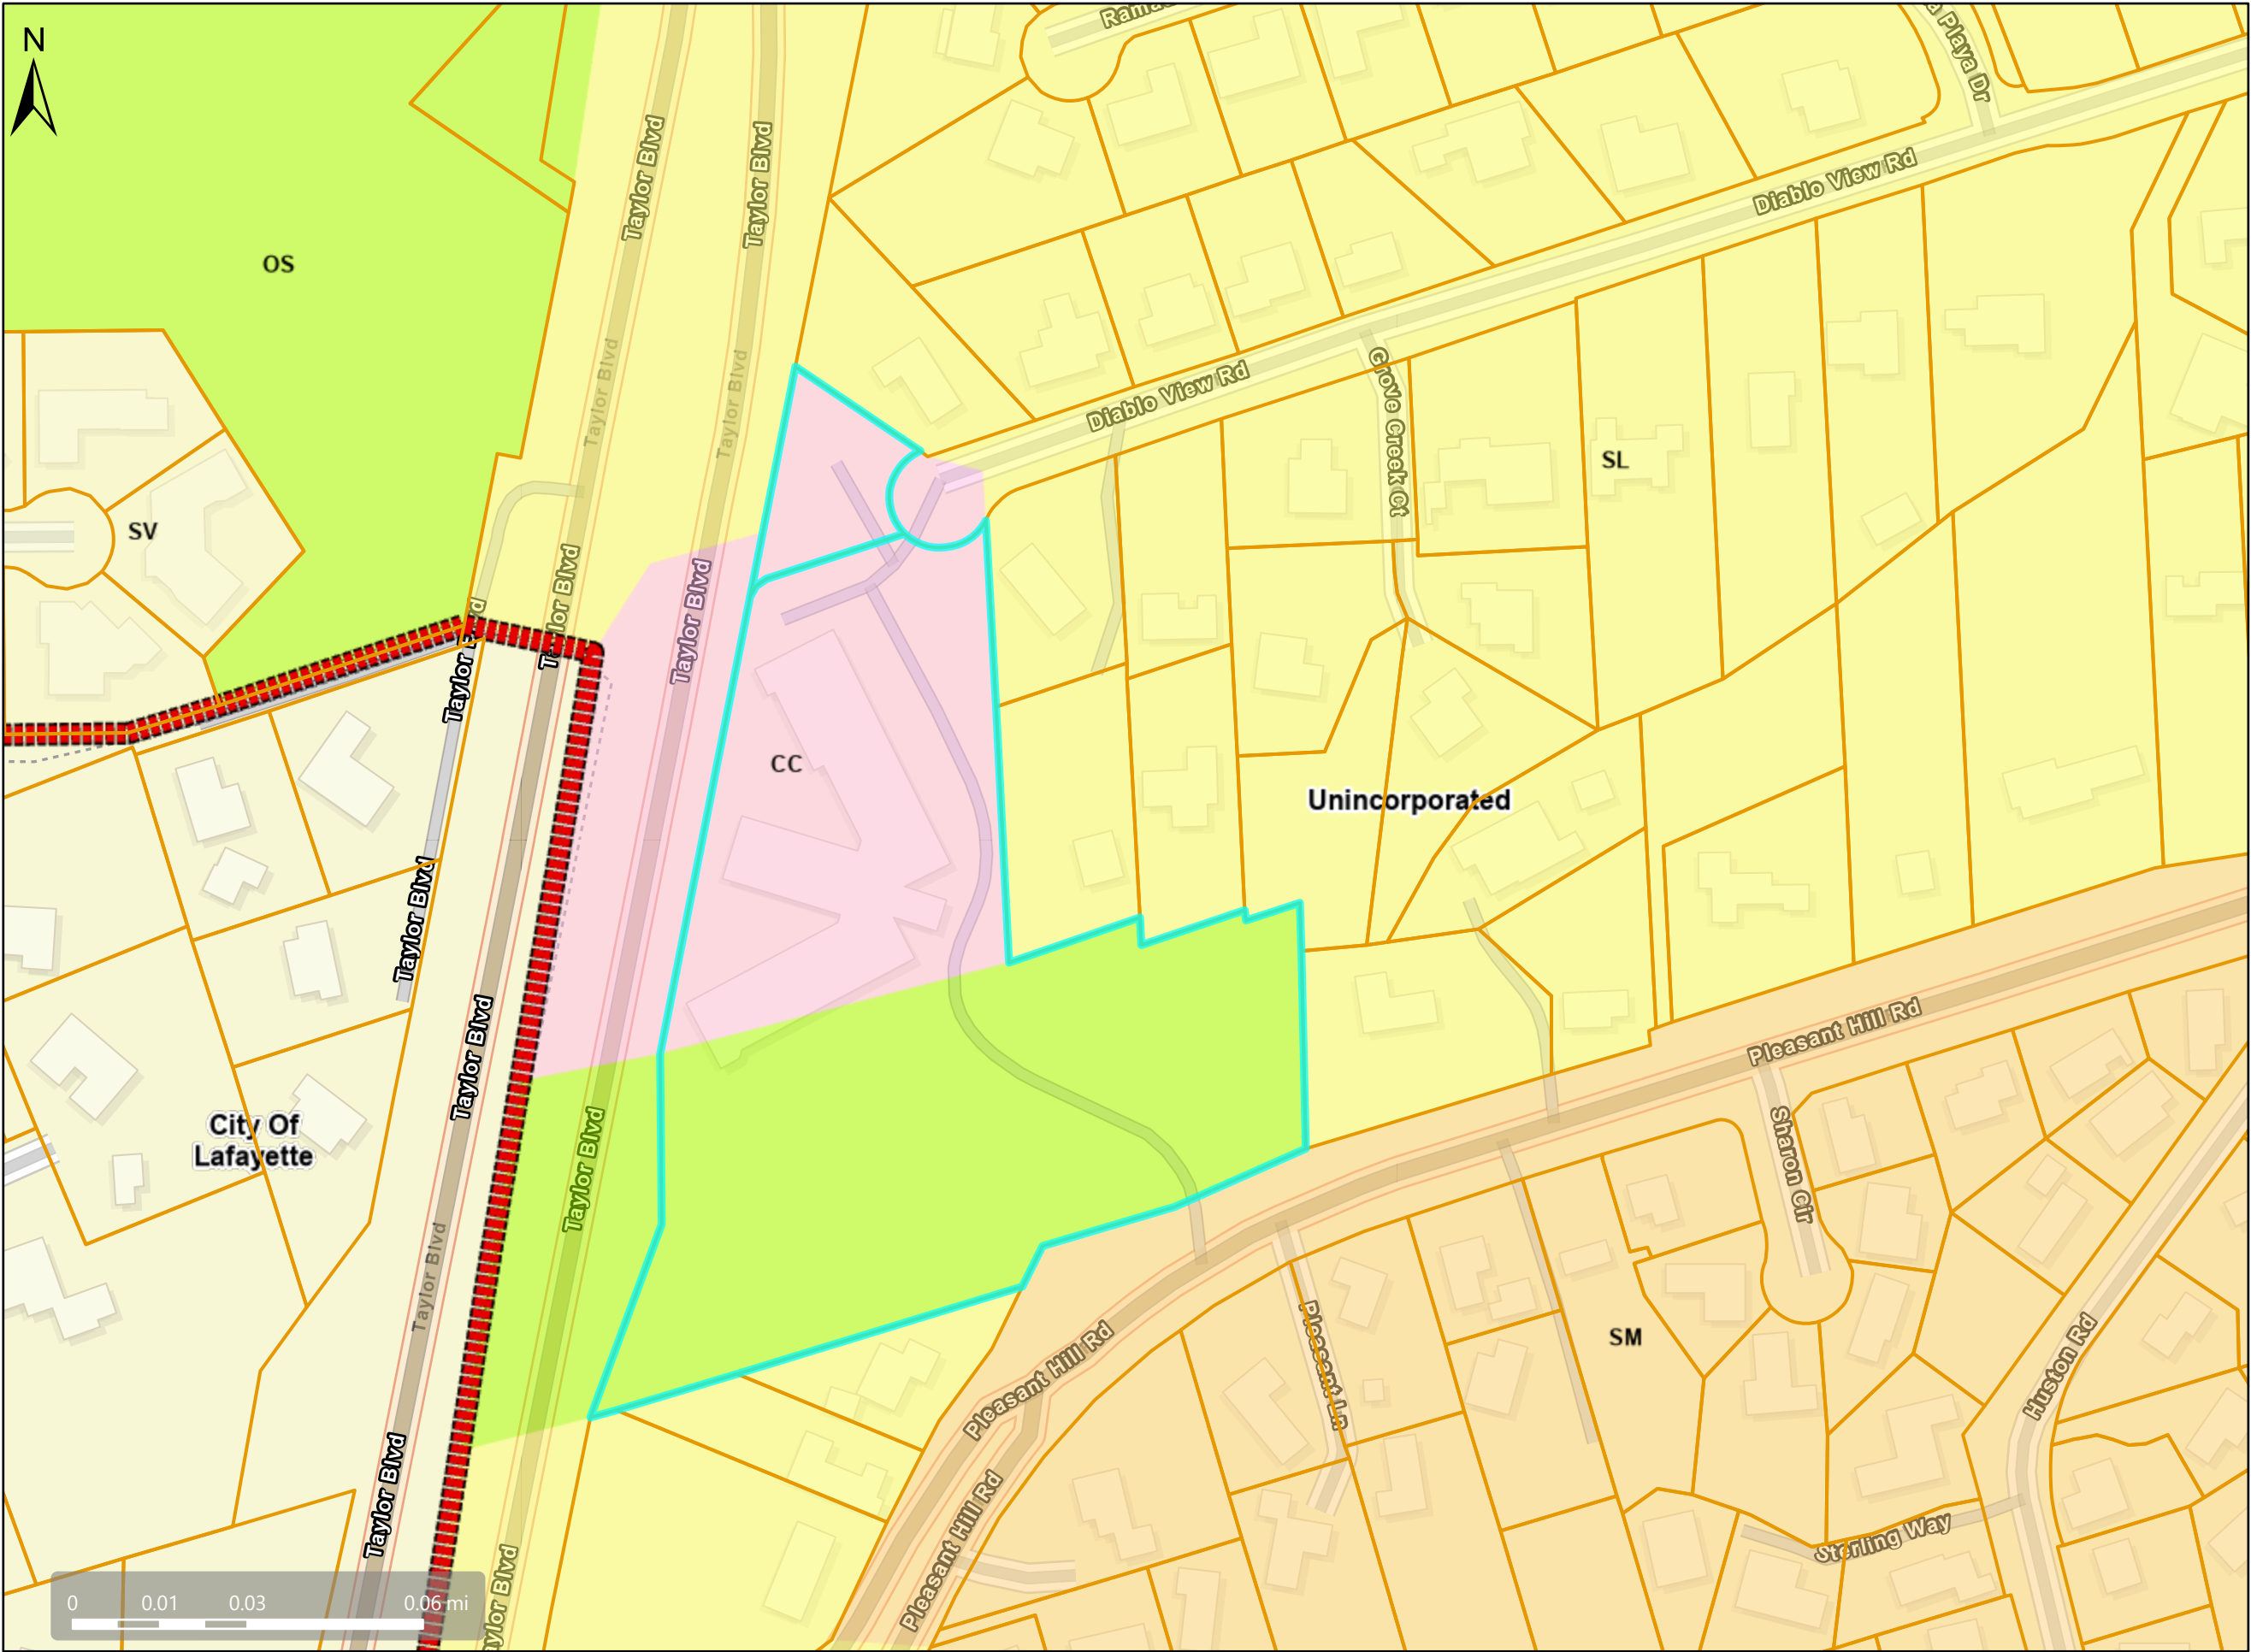 N
Taylor Blvd
Taylor Blvd
Diablo View Rd
OS
Taylor Blvd
Taylor Blvd
Grove Creek Ct
Diablo View Rd
SL
SV
Taylor Blvd
Taylor Blvd
Taylor Blvd
CC
Unincorporated
Taylor Blvd
Taylor Blvd
Pleasant Hill Rd
City Of
Lafayette
Taylor Blvd
Sharon Cir
Taylor Blvd
SM
Pleasant Ln
Pleasant Hill Rd
Huston Rd
Taylor Blvd
Pleasant Hill Rd
Sterling Way
Taylor Blvd
0 0.01 0.03 0.06 mi